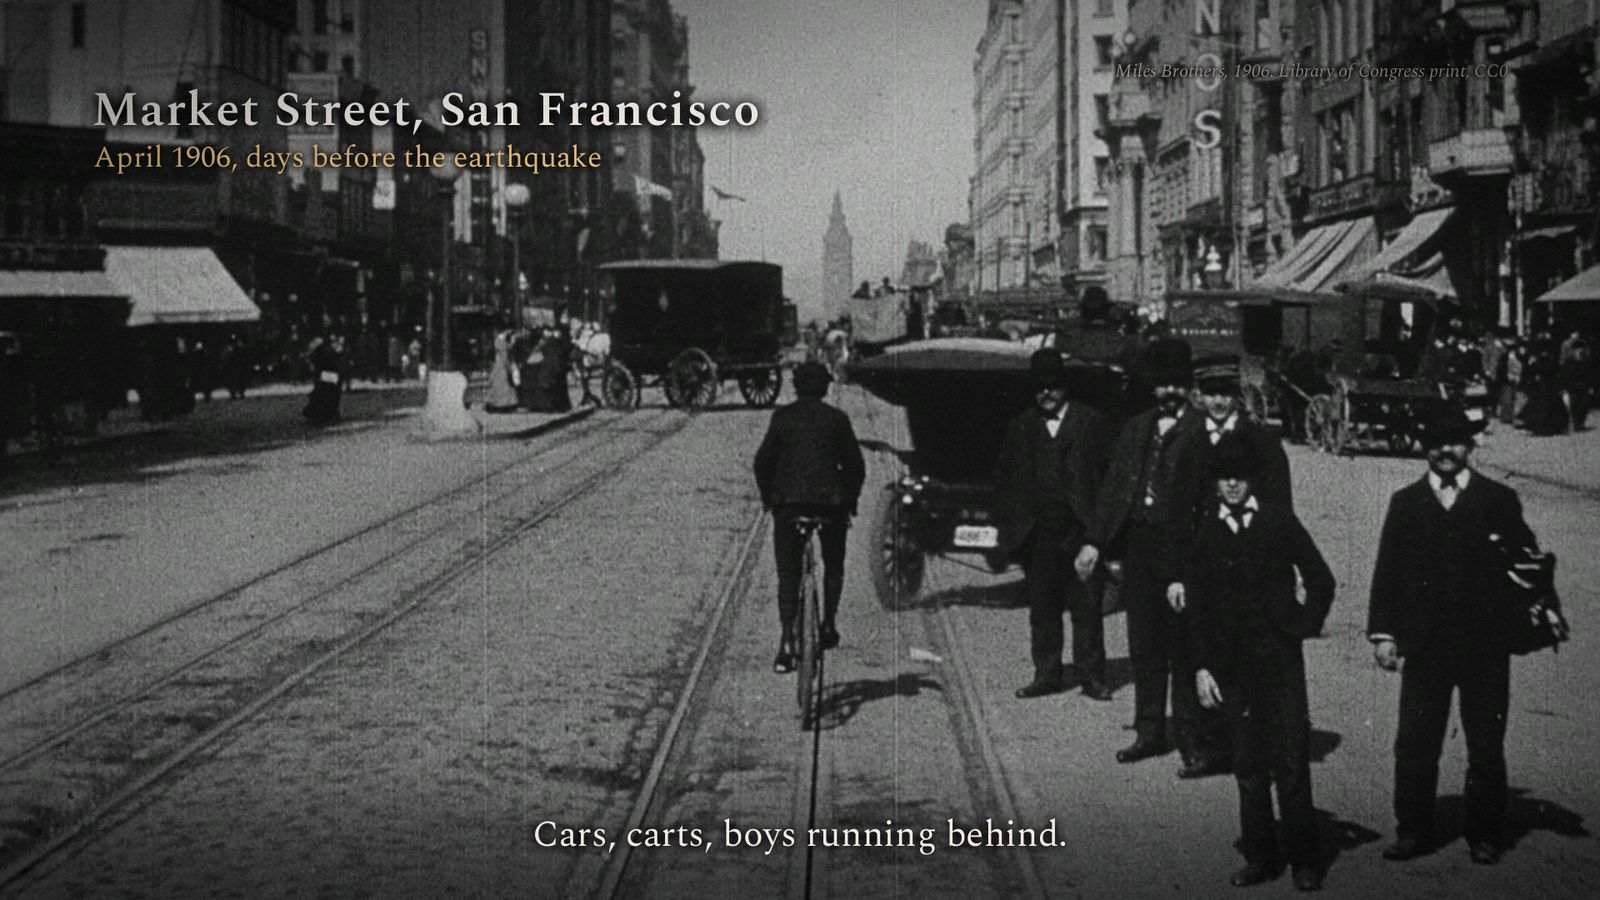 Market Street, San Francisco
April 1906, days before the earthquake
Miles Brothers, 1906. Library of Congress print, CC0
NOS
Cars, carts, boys running behind.